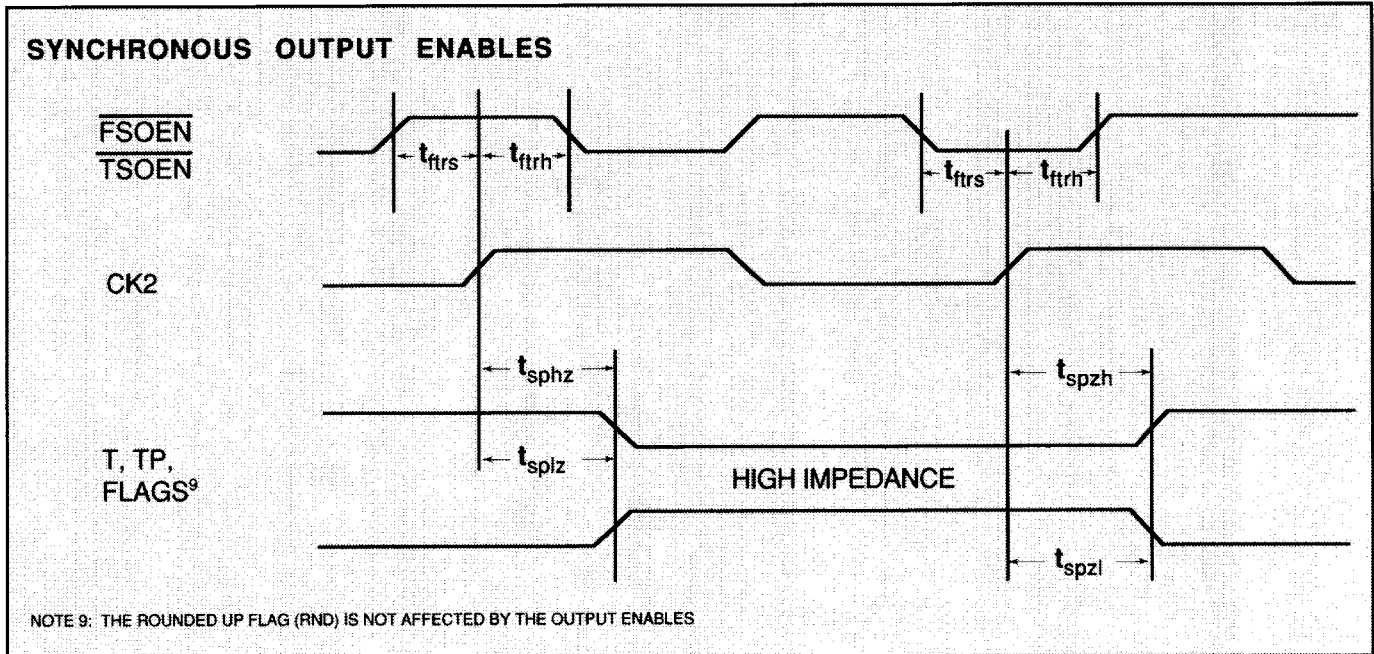 SYNCHRONOUS OUTPUT ENABLES
FSOEN
TSOEN
tftrs
tftrh
tftrs
tftrh
CK2
tsphz
tspzh
T, TP,
FLAGS9
tsplz
HIGH IMPEDANCE
tspzl
NOTE 9: THE ROUNDED UP FLAG (RND) IS NOT AFFECTED BY THE OUTPUT ENABLES